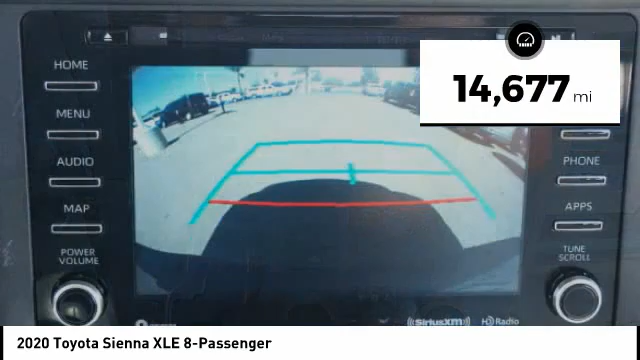 14,677 mi
HOME
MENU
AUDIO
MAP
POWER
VOLUME
PHONE
APPS
TUNE
SCROLL
SiriusXM
HD Radio
2020 Toyota Sienna XLE 8-Passenger